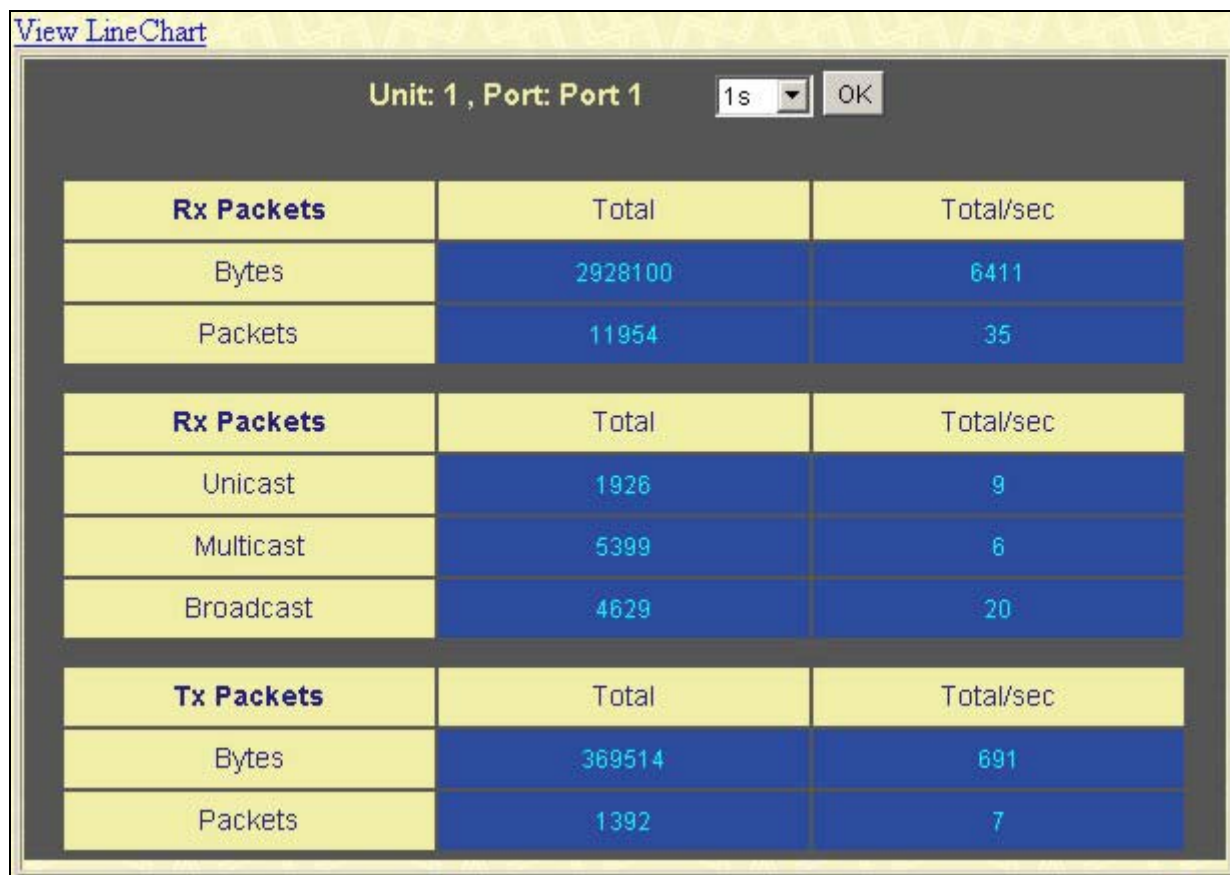 View LineChart
Unit: 1 , Port: Port 1 1s OK
Rx Packets Total Total/sec
Bytes 2928100 6411
Packets 11954 35
Rx Packets Total Total/sec
Unicast 1926 9
Multicast 5399 6
Broadcast 4629 20
Tx Packets Total Total/sec
Bytes 369514 691
Packets 1392 7